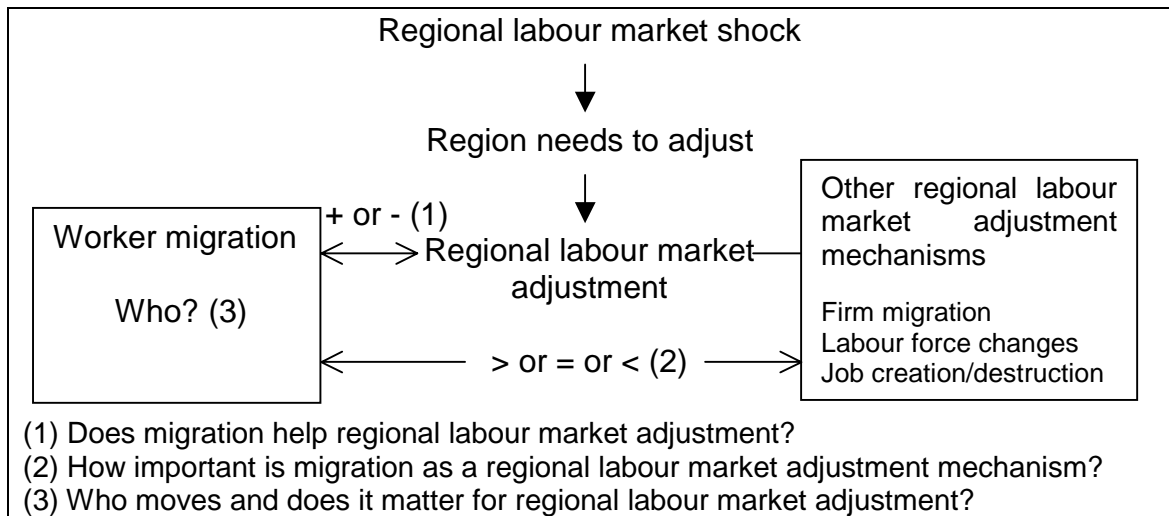 Regional labour market shock
Region needs to adjust
Other regional labour
market adjustment
mechanisms
Firm migration
Labour force changes
Job creation/destruction
+ or - (1)
Worker migration
Who? (3)
Regional labour market
adjustment
> or = or < (2)
(1) Does migration help regional labour market adjustment?
(2) How important is migration as a regional labour market adjustment mechanism?
(3) Who moves and does it matter for regional labour market adjustment?